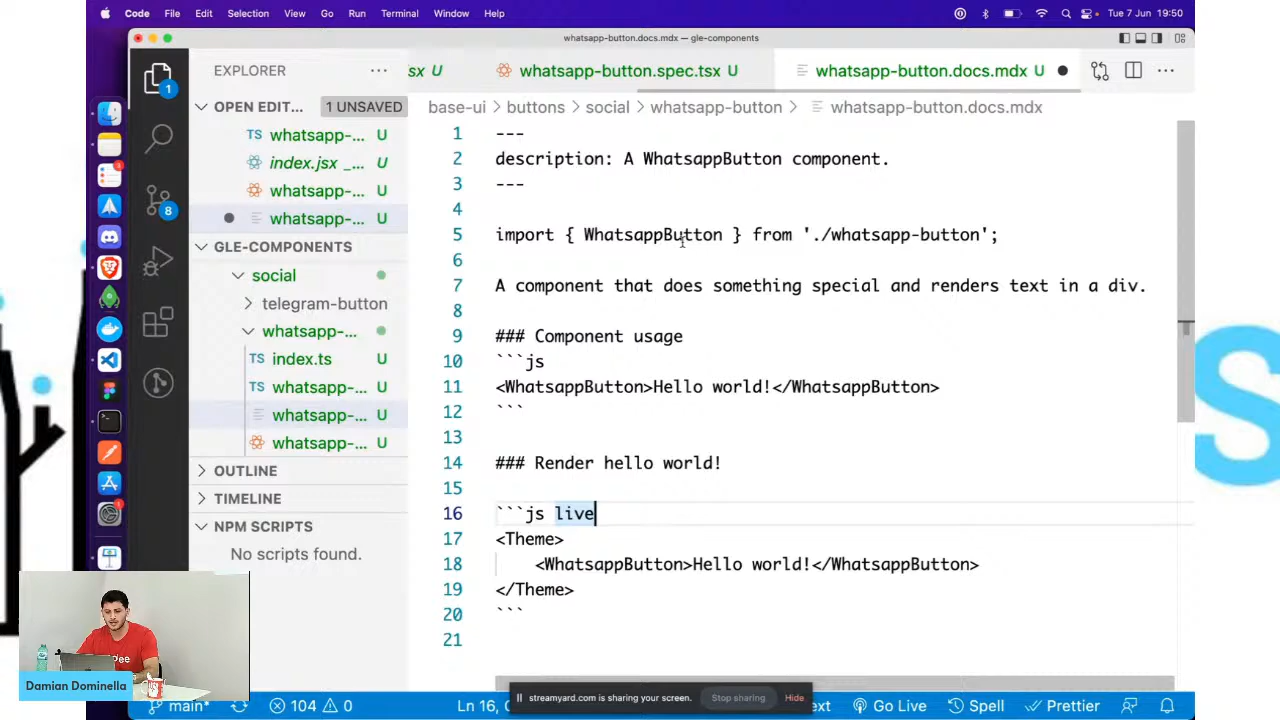 Code File Edit Selection View Go Run Terminal Window Help Tue 7 Jun 19:50
whatsapp-button.docs.mdx — gle-components
EXPLORER
sx U whatsapp-button.spec.tsx U whatsapp-button.docs.mdx U
OPEN EDIT... 1 UNSAVED
base-ui > buttons > social > whatsapp-button > whatsapp-button.docs.mdx
TS whatsapp-... U
index.jsx _... U
whatsapp-... U
whatsapp-... U
GLE-COMPONENTS
social
telegram-button
whatsapp-...
TS index.ts U
TS whatsapp-... U
whatsapp-... U
whatsapp-... U
OUTLINE
TIMELINE
NPM SCRIPTS
No scripts found.
1
8
3
1
1 ---
2 description: A WhatsappButton component.
3 ---
4
5 import { WhatsappButton } from './whatsapp-button';
6
7 A component that does something special and renders text in a div.
8
9 ### Component usage
10 ```js
11 <WhatsappButton>Hello world!</WhatsappButton>
12 ```
13
14 ### Render hello world!
15
16 ```js live
17 <Theme>
18 <WhatsappButton>Hello world!</WhatsappButton>
19 </Theme>
20 ```
21
Damian Dominella
streamyard.com is sharing your screen. Stop sharing Hide
main* 104 0 Ln 16, Go Live Spell Prettier